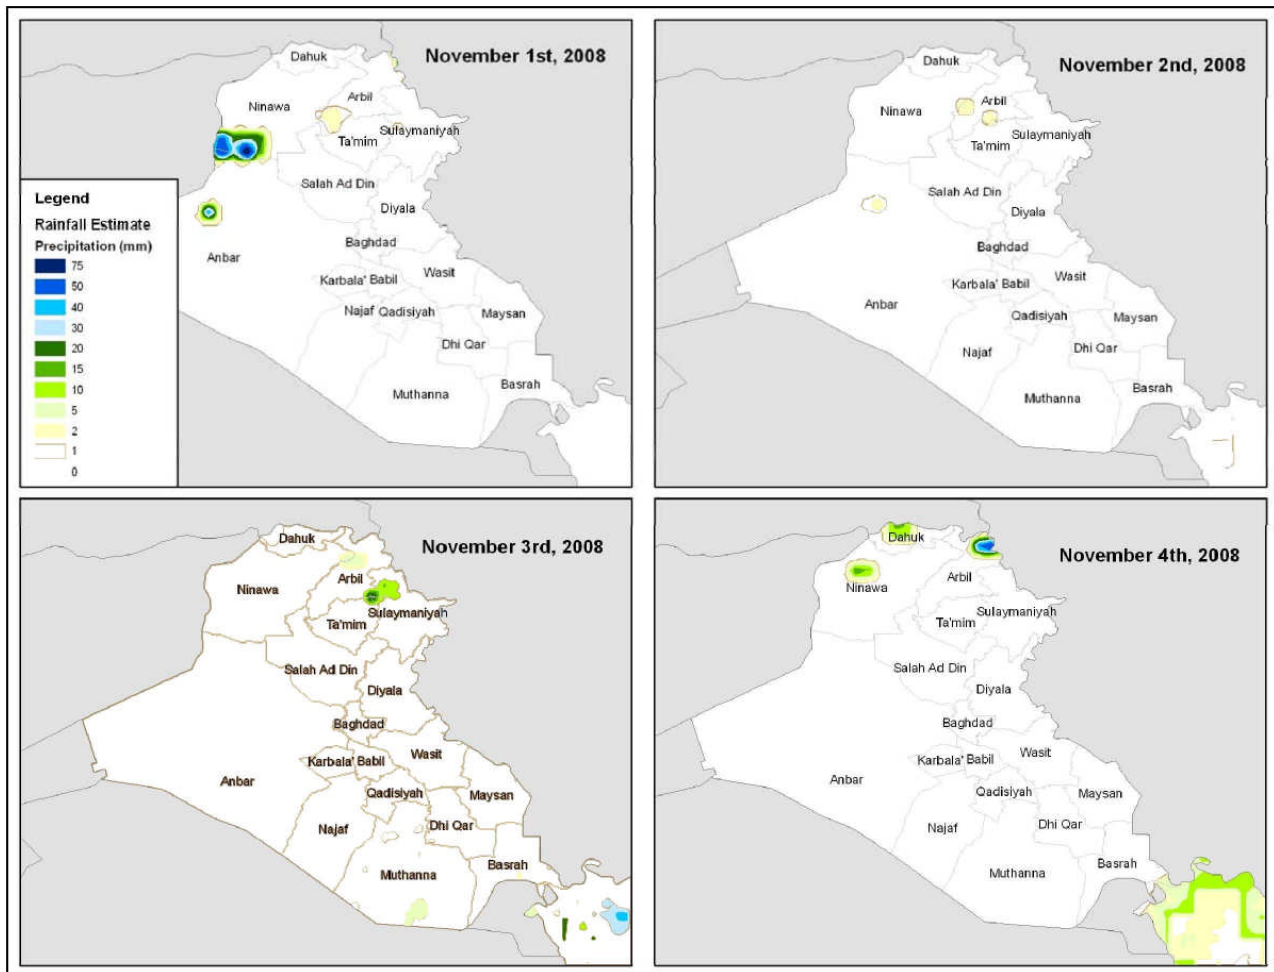 November 1st, 2008
Dahuk
Arbil
Ninawa
Sulaymaniyah
Ta'mim
Salah Ad Din
Diyala
Baghdad
Anbar
Wasit
Karbala' Babil
Najaf Qadisiyah
Maysan
Dhi Qar
Basrah
Muthanna
Legend
Rainfall Estimate
Precipitation (mm)
75
50
40
30
20
15
10
5
2
1
0
November 2nd, 2008
Dahuk
Arbil
Ninawa
Sulaymaniyah
Ta'mim
Salah Ad Din
Diyala
Baghdad
Wasit
Karbala' Babil
Anbar
Qadisiyah
Maysan
Najaf
Dhi Qar
Basrah
Muthanna
November 3rd, 2008
Dahuk
Arbil
Ninawa
Sulaymaniyah
Ta'mim
Salah Ad Din
Diyala
Baghdad
Wasit
Karbala' Babil
Anbar
Qadisiyah
Maysan
Najaf
Dhi Qar
Basrah
Muthanna
November 4th, 2008
Dahuk
Arbil
Ninawa
Sulaymaniyah
Ta'mim
Salah Ad Din
Diyala
Baghdad
Wasit
Karbala' Babil
Anbar
Qadisiyah
Maysan
Najaf
Dhi Qar
Basrah
Muthanna